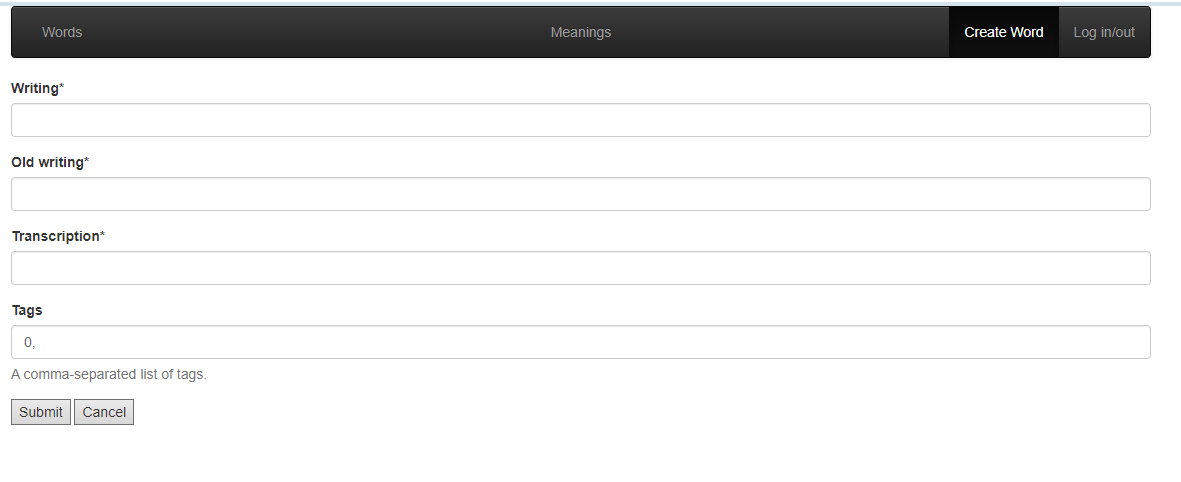 Words Meanings Create Word Log in/out
Writing*
Old writing*
Transcription*
Tags
0,
A comma-separated list of tags.
Submit Cancel